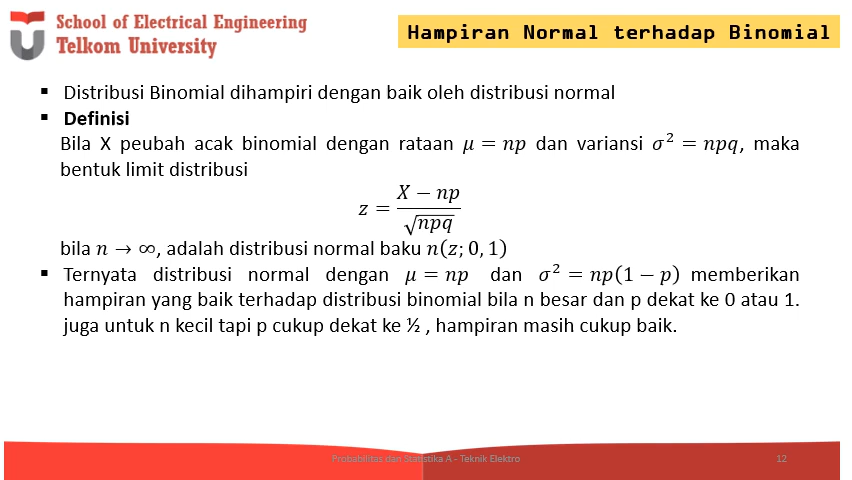 School of Electrical Engineering
Telkom University
Hampiran Normal terhadap Binomial
▪ Distribusi Binomial dihampiri dengan baik oleh distribusi normal
▪ Definisi
Bila X peubah acak binomial dengan rataan 𝜇 = 𝑛𝑝 dan variansi 𝜎² = 𝑛𝑝𝑞, maka
bentuk limit distribusi
𝑧 = (𝑋 − 𝑛𝑝)/√(𝑛𝑝𝑞)
bila 𝑛 → ∞, adalah distribusi normal baku 𝑛(𝑧; 0, 1)
▪ Ternyata distribusi normal dengan 𝜇 = 𝑛𝑝 dan 𝜎² = 𝑛𝑝(1 − 𝑝) memberikan
hampiran yang baik terhadap distribusi binomial bila n besar dan p dekat ke 0 atau 1.
juga untuk n kecil tapi p cukup dekat ke ½ , hampiran masih cukup baik.
Probabilitas dan Statistika A - Teknik Elektro
12